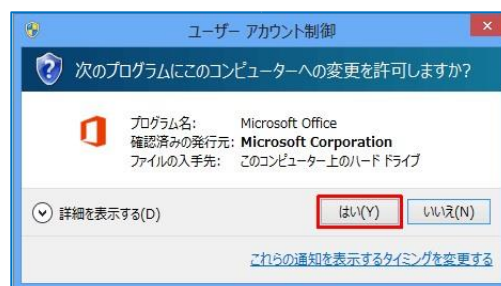 ユーザー アカウント制御
次のプログラムにこのコンピューターへの変更を許可しますか?
プログラム名: Microsoft Office
確認済みの発行元: Microsoft Corporation
ファイルの入手先: このコンピューター上のハード ドライブ
詳細を表示する(D) はい(Y) いいえ(N)
これらの通知を表示するタイミングを変更する